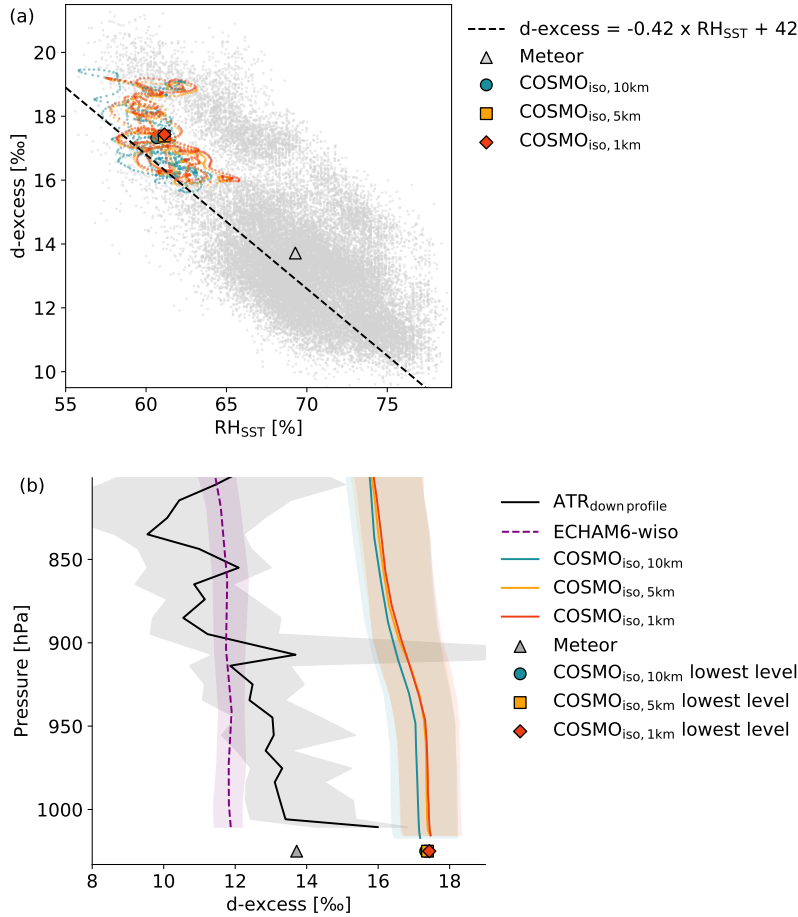 (a)
20
18
16
14
12
10
d-excess [‰]
55 60 65 70 75
RH_SST [%]
d-excess = -0.42 x RH_SST + 42
Meteor
COSMO_iso, 10km
COSMO_iso, 5km
COSMO_iso, 1km
(b)
850
900
950
1000
Pressure [hPa]
8 10 12 14 16 18
d-excess [‰]
ATR_down profile
ECHAM6-wiso
COSMO_iso, 10km
COSMO_iso, 5km
COSMO_iso, 1km
Meteor
COSMO_iso, 10km lowest level
COSMO_iso, 5km lowest level
COSMO_iso, 1km lowest level